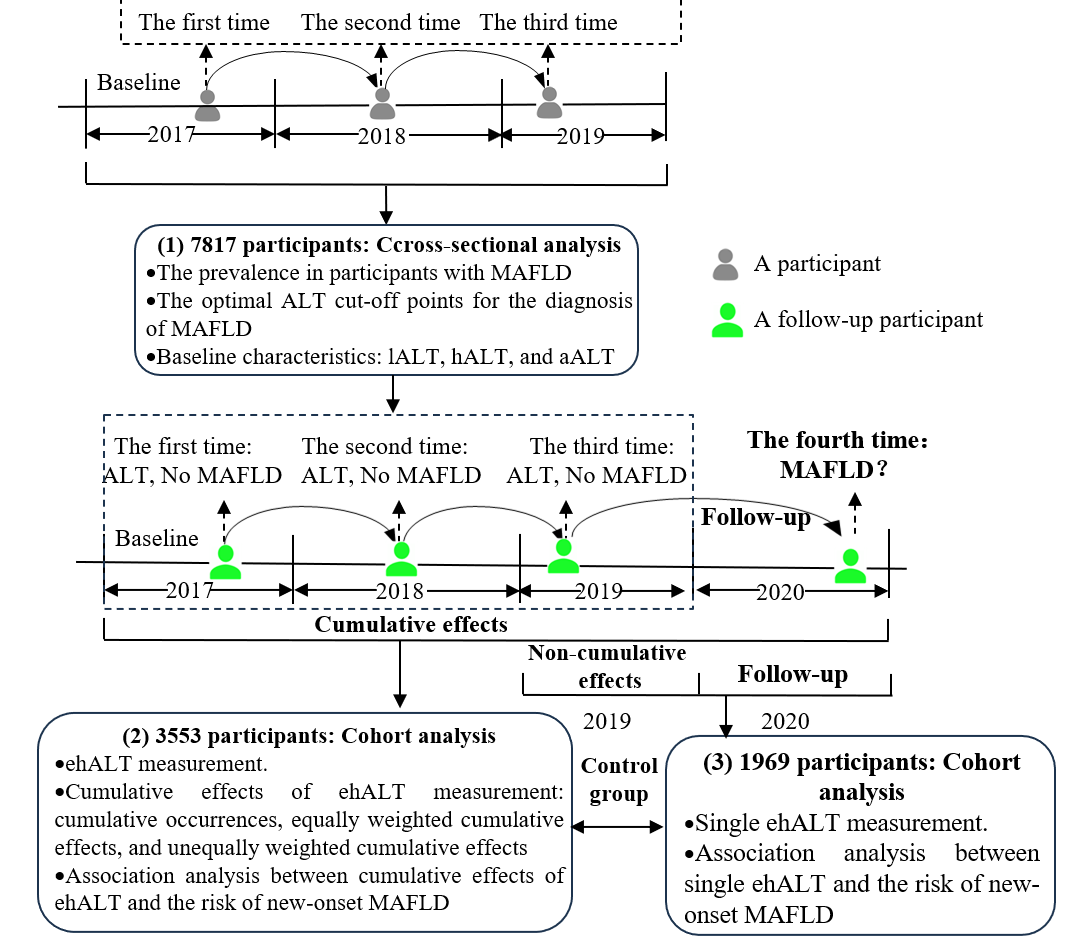 The first time The second time The third time
Baseline
2017 2018 2019
(1) 7817 participants: Ccross-sectional analysis
•The prevalence in participants with MAFLD
•The optimal ALT cut-off points for the diagnosis
of MAFLD
•Baseline characteristics: lALT, hALT, and aALT
A participant
A follow-up participant
The first time:
ALT, No MAFLD
The second time:
ALT, No MAFLD
The third time:
ALT, No MAFLD
The fourth time:
MAFLD?
Baseline
Follow-up
2017 2018 2019 2020
Cumulative effects
Non-cumulative
effects
Follow-up
2019 2020
(2) 3553 participants: Cohort analysis
•ehALT measurement.
•Cumulative effects of ehALT measurement:
cumulative occurrences, equally weighted cumulative
effects, and unequally weighted cumulative effects
•Association analysis between cumulative effects of
ehALT and the risk of new-onset MAFLD
Control
group
(3) 1969 participants: Cohort
analysis
•Single ehALT measurement.
•Association analysis between
single ehALT and the risk of new-
onset MAFLD